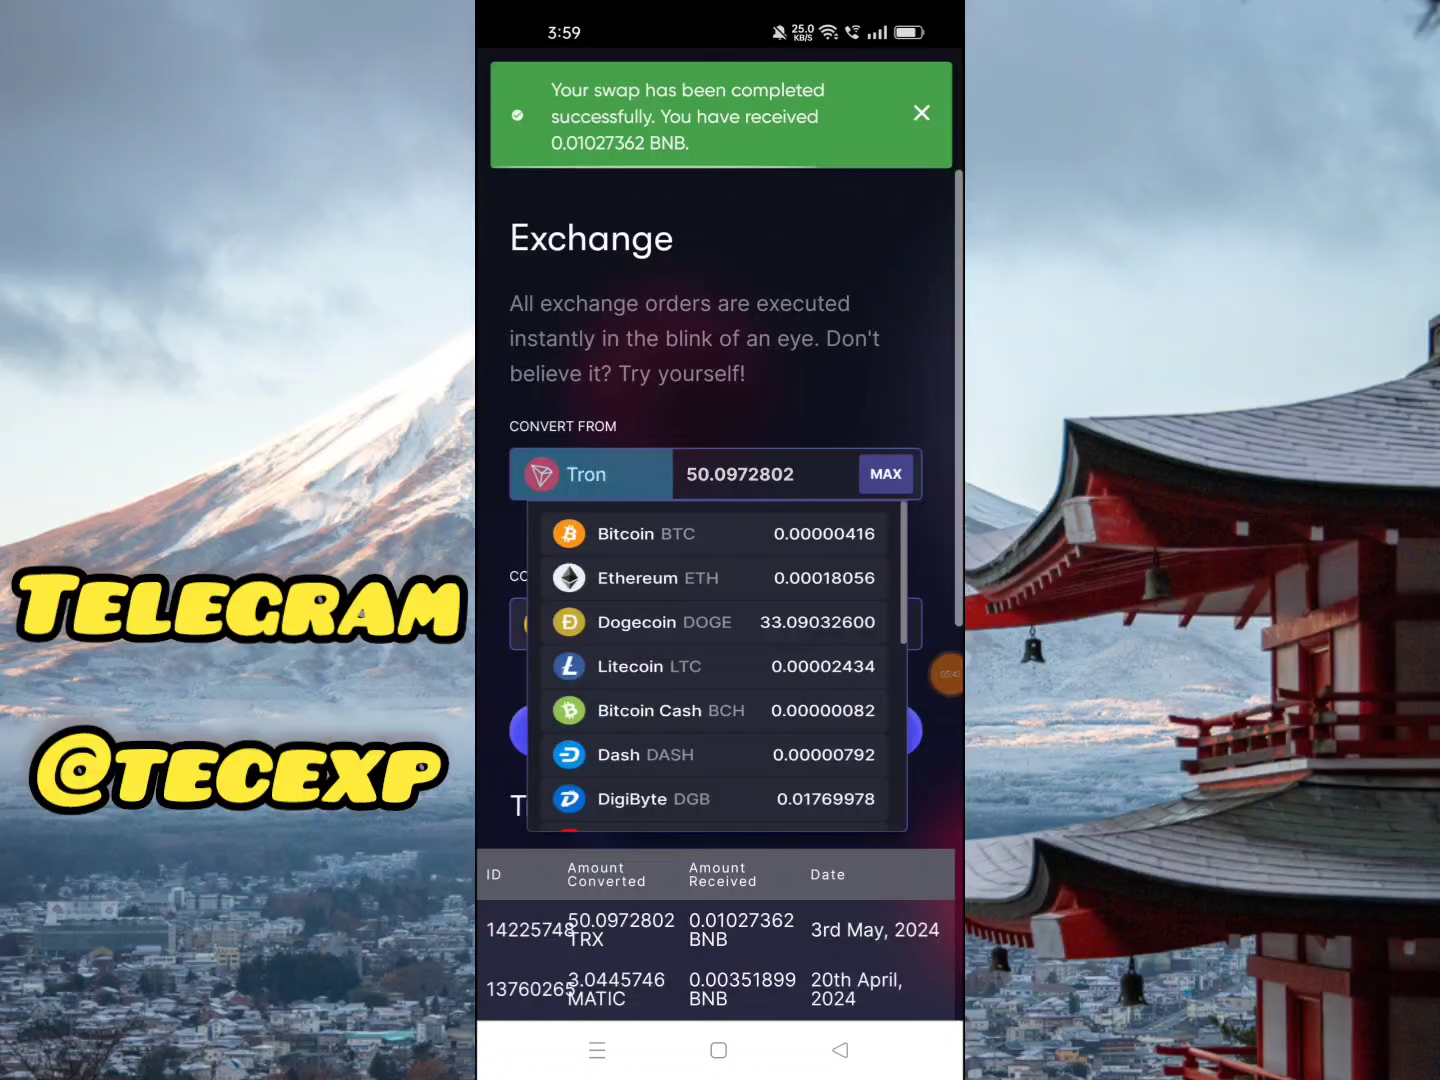 3:59
25.0
KB/S
Your swap has been completed
successfully. You have received
0.01027362 BNB.
Exchange
All exchange orders are executed
instantly in the blink of an eye. Don't
believe it? Try yourself!
CONVERT FROM
Tron 50.0972802 MAX
Bitcoin BTC 0.00000416
Ethereum ETH 0.00018056
CO
Dogecoin DOGE 33.09032600
Litecoin LTC 0.00002434
Bitcoin Cash BCH 0.00000082
Dash DASH 0.00000792
DigiByte DGB 0.01769978
T
ID Amount Converted Amount Received Date
14225748 50.0972802 TRX 0.01027362 BNB 3rd May, 2024
13760265 3.0445746 MATIC 0.00351899 BNB 20th April, 2024
TELEGRAM
@TECEXP